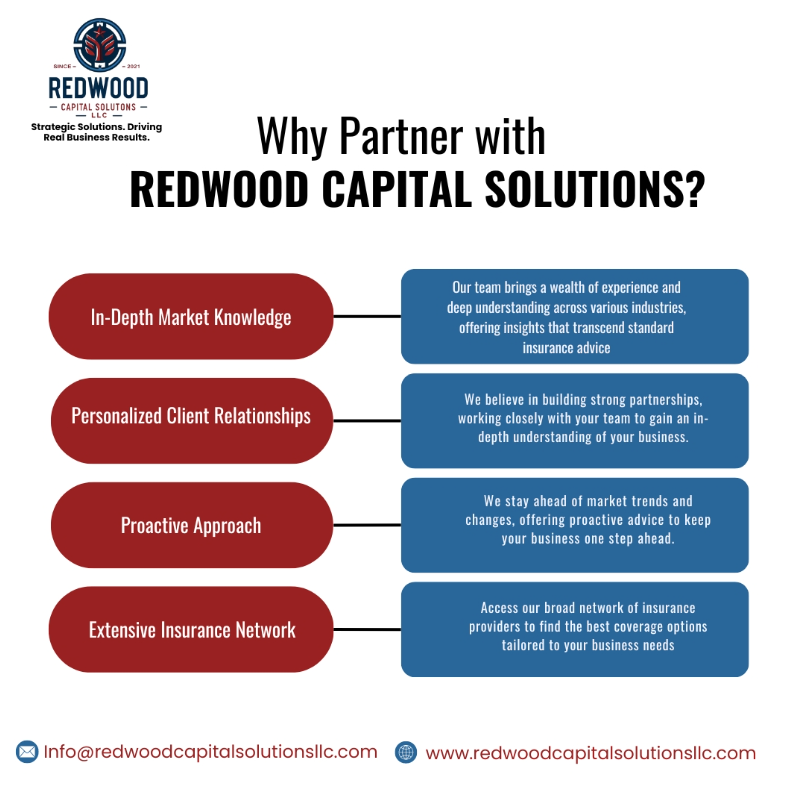 SINCE – – 2021
REDWOOD
– CAPITAL SOLUTONS –
– LLC –
Strategic Solutions. Driving
Real Business Results.
Why Partner with
REDWOOD CAPITAL SOLUTIONS?
In-Depth Market Knowledge
Our team brings a wealth of experience and
deep understanding across various industries,
offering insights that transcend standard
insurance advice
Personalized Client Relationships
We believe in building strong partnerships,
working closely with your team to gain an in-
depth understanding of your business.
Proactive Approach
We stay ahead of market trends and
changes, offering proactive advice to keep
your business one step ahead.
Extensive Insurance Network
Access our broad network of insurance
providers to find the best coverage options
tailored to your business needs
Info@redwoodcapitalsolutionsllc.com
www.redwoodcapitalsolutionsllc.com